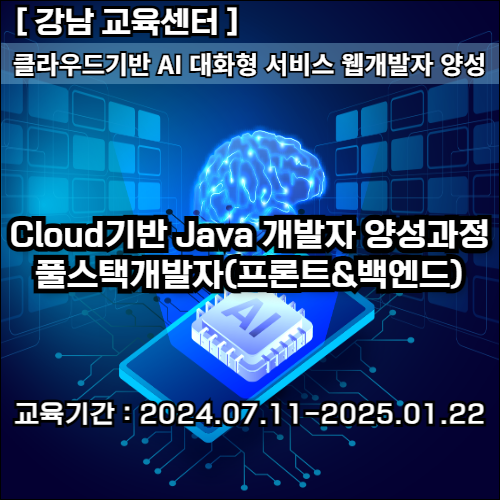 [ 강남 교육센터 ]
클라우드기반 AI 대화형 서비스 웹개발자 양성
Cloud기반 Java 개발자 양성과정
풀스택개발자(프론트&백엔드)
AI
교육기간 : 2024.07.11-2025.01.22